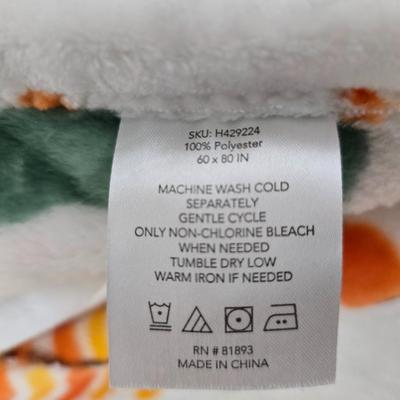 SKU: H429224
100% Polyester
60 x 80 IN
MACHINE WASH COLD
SEPARATELY
GENTLE CYCLE
ONLY NON-CHLORINE BLEACH
WHEN NEEDED
TUMBLE DRY LOW
WARM IRON IF NEEDED
RN # 81893
MADE IN CHINA